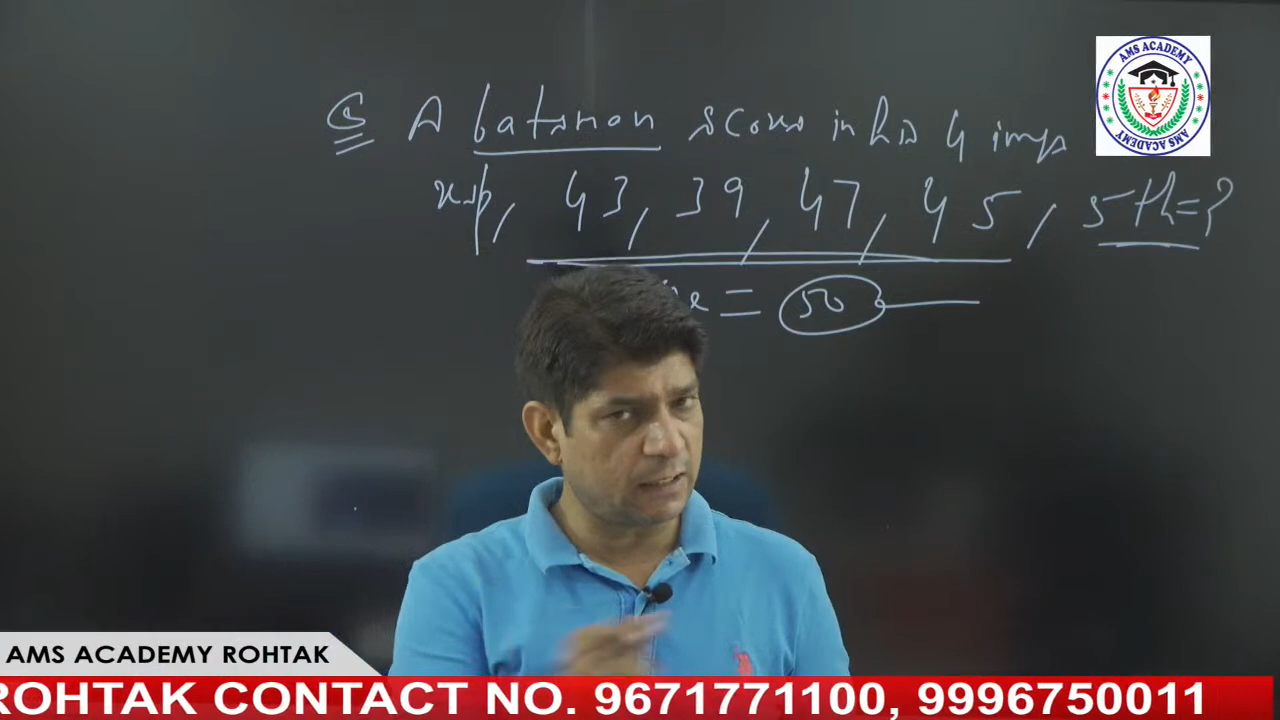 Q A batsman scores in his 4 inngs
AMS ACADEMY
AMS ACADEMY
43, 39, 47, 45, 5th=?
= 50
AMS ACADEMY ROHTAK
ROHTAK CONTACT NO. 9671771100, 9996750011